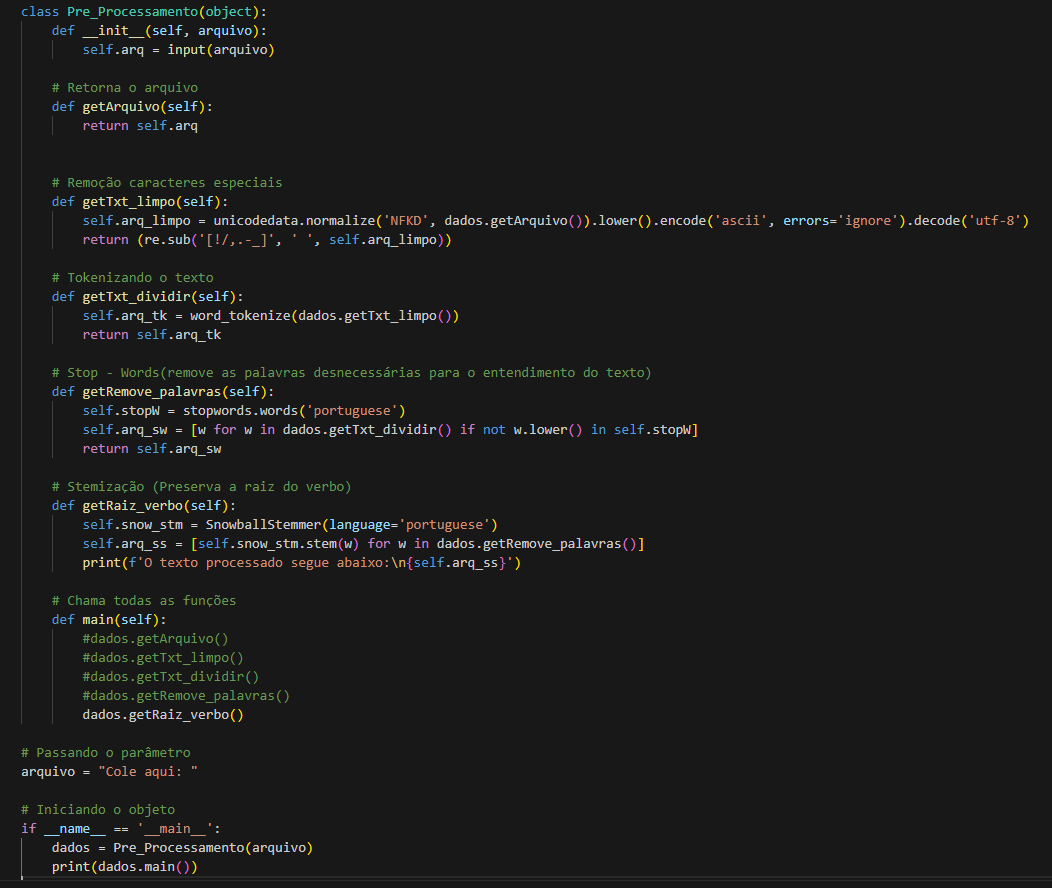 class Pre_Processamento(object):
    def __init__(self, arquivo):
        self.arq = input(arquivo)

    # Retorna o arquivo
    def getArquivo(self):
        return self.arq


    # Remoção caracteres especiais
    def getTxt_limpo(self):
        self.arq_limpo = unicodedata.normalize('NFKD', dados.getArquivo()).lower().encode('ascii', errors='ignore').decode('utf-8')
        return (re.sub('[!/,.-_]', ' ', self.arq_limpo))

    # Tokenizando o texto
    def getTxt_dividir(self):
        self.arq_tk = word_tokenize(dados.getTxt_limpo())
        return self.arq_tk

    # Stop - Words(remove as palavras desnecessárias para o entendimento do texto)
    def getRemove_palavras(self):
        self.stopW = stopwords.words('portuguese')
        self.arq_sw = [w for w in dados.getTxt_dividir() if not w.lower() in self.stopW]
        return self.arq_sw

    # Stemização (Preserva a raiz do verbo)
    def getRaiz_verbo(self):
        self.snow_stm = SnowballStemmer(language='portuguese')
        self.arq_ss = [self.snow_stm.stem(w) for w in dados.getRemove_palavras()]
        print(f'O texto processado segue abaixo:\n{self.arq_ss}')

    # Chama todas as funções
    def main(self):
        #dados.getArquivo()
        #dados.getTxt_limpo()
        #dados.getTxt_dividir()
        #dados.getRemove_palavras()
        dados.getRaiz_verbo()

# Passando o parâmetro
arquivo = "Cole aqui: "

# Iniciando o objeto
if __name__ == '__main__':
    dados = Pre_Processamento(arquivo)
    print(dados.main())